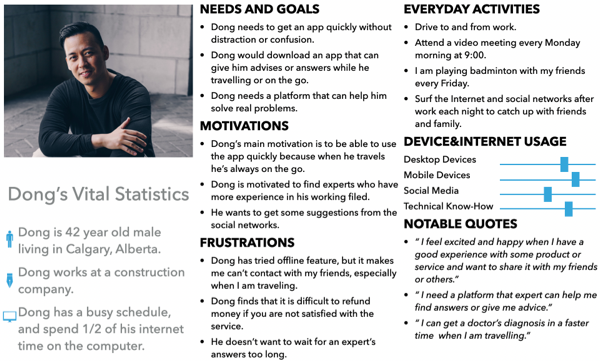 Dong's Vital Statistics
Dong is 42 year old male
living in Calgary, Alberta.
Dong works at a construction
company.
Dong has a busy schedule,
and spend 1/2 of his internet
time on the computer.
NEEDS AND GOALS
• Dong needs to get an app quickly without
distraction or confusion.
• Dong would download an app that can
give him advises or answers while he
travelling or on the go.
• Dong needs a platform that can help him
solve real problems.
MOTIVATIONS
• Dong's main motivation is to be able to use
the app quickly because when he travels
he's always on the go.
• Dong is motivated to find experts who have
more experience in his working filed.
• He wants to get some suggestions from the
social networks.
FRUSTRATIONS
• Dong has tried offline feature, but it makes
me can't contact with my friends, especially
when I am traveling.
• Dong finds that it is difficult to refund
money if you are not satisfied with the
service.
• He doesn't want to wait for an expert's
answers too long.
EVERYDAY ACTIVITIES
• Drive to and from work.
• Attend a video meeting every Monday
morning at 9:00.
• I am playing badminton with my friends
every Friday.
• Surf the Internet and social networks after
work each night to catch up with friends
and family.
DEVICE&INTERNET USAGE
Desktop Devices
Mobile Devices
Social Media
Technical Know-How
NOTABLE QUOTES
• " I feel excited and happy when I have a
good experience with some product or
service and want to share it with my friends
or others."
• " I need a platform that expert can help me
find answers or give me advice."
• " I can get a doctor's diagnosis in a faster
time when I am travelling."